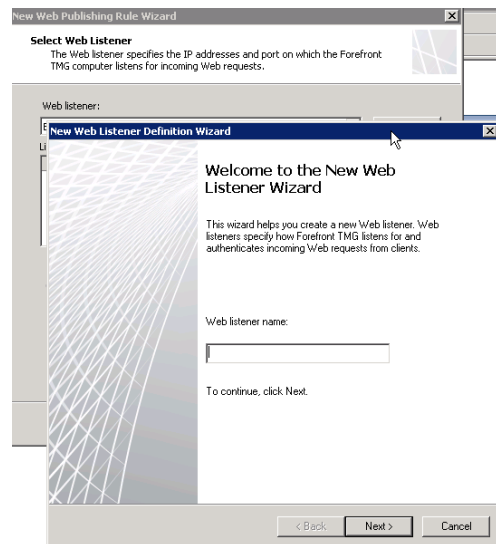 New Web Publishing Rule Wizard
Select Web Listener
The Web listener specifies the IP addresses and port on which the Forefront
TMG computer listens for incoming Web requests.
Web listener:
New Web Listener Definition Wizard
Welcome to the New Web
Listener Wizard
This wizard helps you create a new Web listener. Web
listeners specify how Forefront TMG listens for and
authenticates incoming Web requests from clients.
Web listener name:
To continue, click Next.
< Back
Next >
Cancel